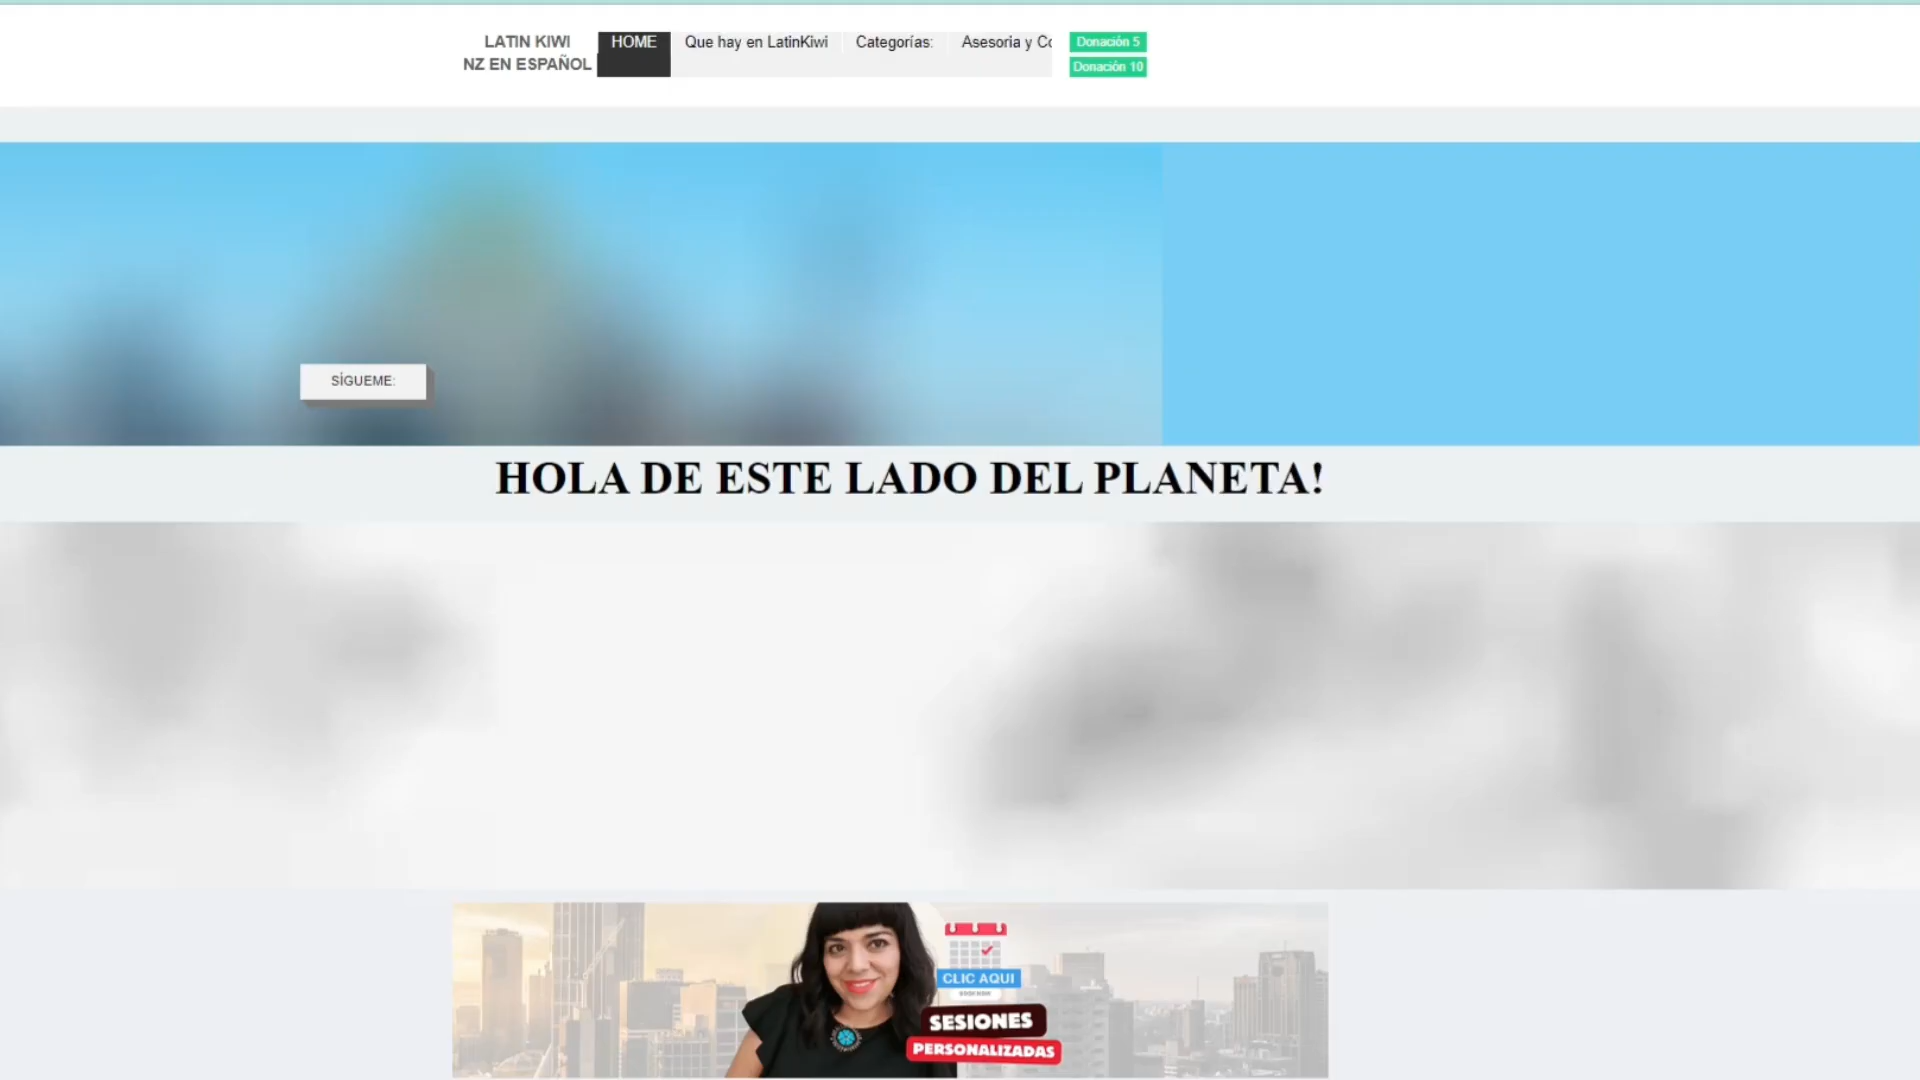 LATIN KIWI
NZ EN ESPAÑOL
HOME
Que hay en LatinKiwi
Categorías:
Asesoria y Co
Donación 5
Donación 10
SÍGUEME:
HOLA DE ESTE LADO DEL PLANETA!
CLIC AQUI
SESIONES
PERSONALIZADAS